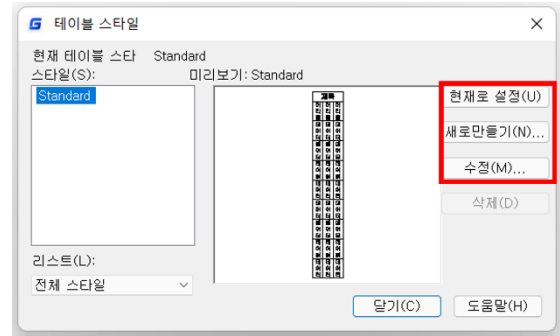 테이블 스타일
현재 테이블 스타 Standard
스타일(S): 미리보기: Standard
Standard
제목
현재로 설정(U)
새로만들기(N)...
수정(M)...
삭제(D)
리스트(L):
전체 스타일
닫기(C) 도움말(H)